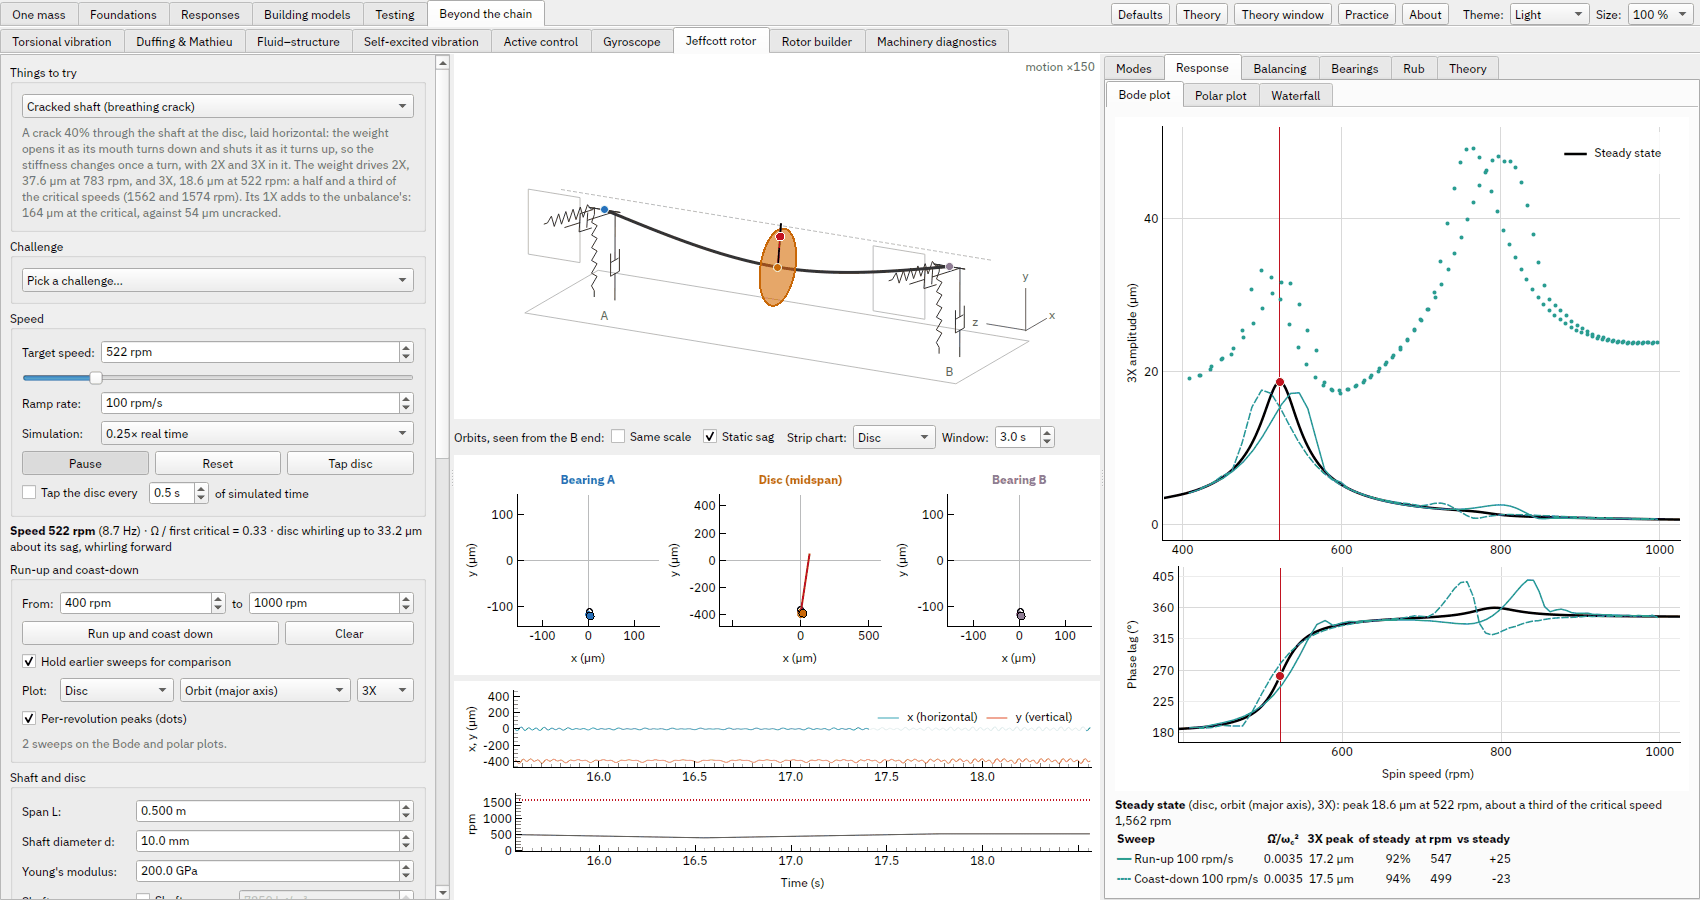 One mass Foundations Responses Building models Testing Beyond the chain Defaults Theory Theory window Practice About Theme: Light Size: 100 %
Torsional vibration Duffing & Mathieu Fluid–structure Self-excited vibration Active control Gyroscope Jeffcott rotor Rotor builder Machinery diagnostics
Things to try
Cracked shaft (breathing crack)
A crack 40% through the shaft at the disc, laid horizontal: the weight
opens it as its mouth turns down and shuts it as it turns up, so the
stiffness changes once a turn, with 2X and 3X in it. The weight drives 2X,
37.6 µm at 783 rpm, and 3X, 18.6 µm at 522 rpm: a half and a third of
the critical speeds (1562 and 1574 rpm). Its 1X adds to the unbalance's:
164 µm at the critical, against 54 µm uncracked.
Challenge
Pick a challenge...
Speed
Target speed: 522 rpm
Ramp rate: 100 rpm/s
Simulation: 0.25× real time
Pause Reset Tap disc
Tap the disc every 0.5 s of simulated time
Speed 522 rpm (8.7 Hz) · Ω / first critical = 0.33 · disc whirling up to 33.2 µm
about its sag, whirling forward
Run-up and coast-down
From: 400 rpm to 1000 rpm
Run up and coast down Clear
Hold earlier sweeps for comparison
Plot: Disc Orbit (major axis) 3X
Per-revolution peaks (dots)
2 sweeps on the Bode and polar plots.
Shaft and disc
Span L: 0.500 m
Shaft diameter d: 10.0 mm
Young's modulus: 200.0 GPa
motion ×150
A
B
y
z
x
Orbits, seen from the B end: Same scale Static sag Strip chart: Disc Window: 3.0 s
Bearing A Disc (midspan) Bearing B
y (µm) 100 0 -100
-100 0 100
x (µm)
y (µm) 400 200 0 -200 -400
0 500
x (µm)
y (µm) 100 0 -100
-100 0 100
x (µm)
x, y (µm) 400 200 0 -200 -400
x (horizontal) y (vertical)
16.0 16.5 17.0 17.5 18.0
rpm 1500 1000 500 0
16.0 16.5 17.0 17.5 18.0
Time (s)
Modes Response Balancing Bearings Rub Theory
Bode plot Polar plot Waterfall
Steady state
3X amplitude (µm) 40 20 0
400 600 800 1000
Phase lag (°) 405 360 315 270 225 180
600 800 1000
Spin speed (rpm)
Steady state (disc, orbit (major axis), 3X): peak 18.6 µm at 522 rpm, about a third of the critical speed
1,562 rpm
Sweep Ω̇/ωc² 3X peak of steady at rpm vs steady
Run-up 100 rpm/s 0.0035 17.2 µm 92% 547 +25
Coast-down 100 rpm/s 0.0035 17.5 µm 94% 499 -23